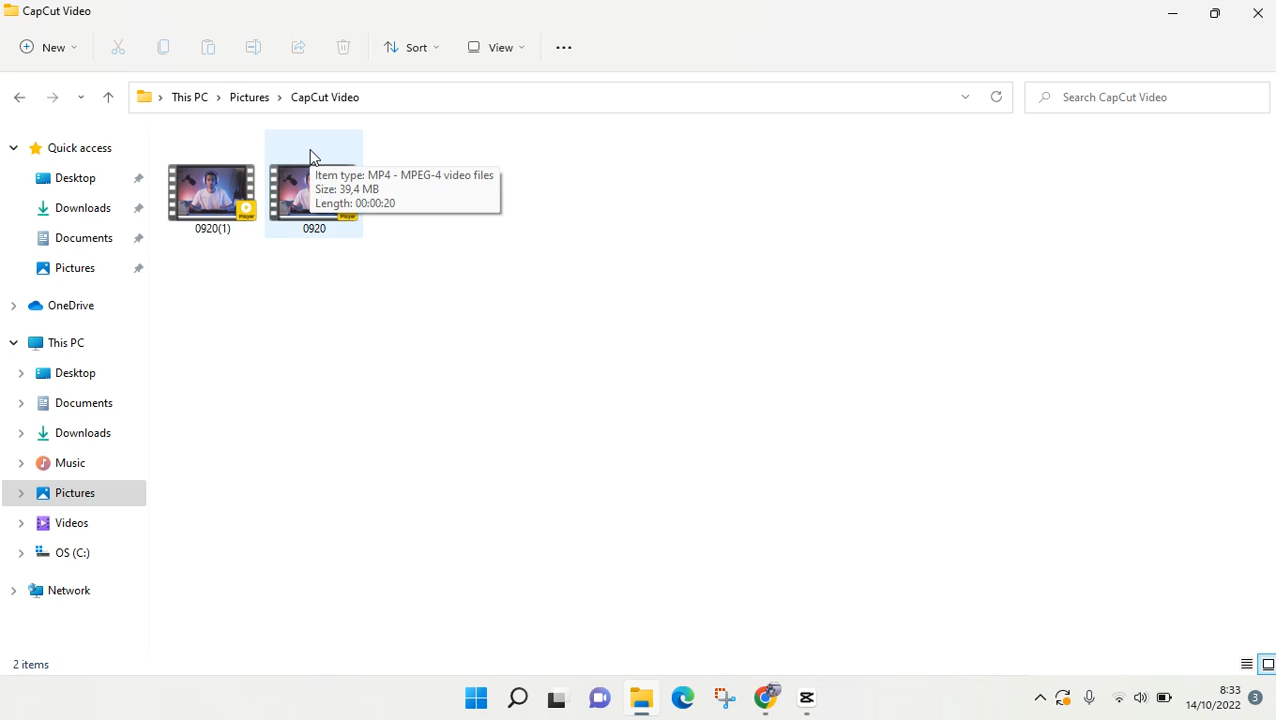 CapCut Video
New
Sort
View
This PC > Pictures > CapCut Video
Search CapCut Video
Quick access
Desktop
Downloads
Documents
Pictures
OneDrive
This PC
Desktop
Documents
Downloads
Music
Pictures
Videos
OS (C:)
Network
Item type: MP4 - MPEG-4 video files
Size: 39,4 MB
Length: 00:00:20
0920(1)
0920
2 items
8:33
14/10/2022
3